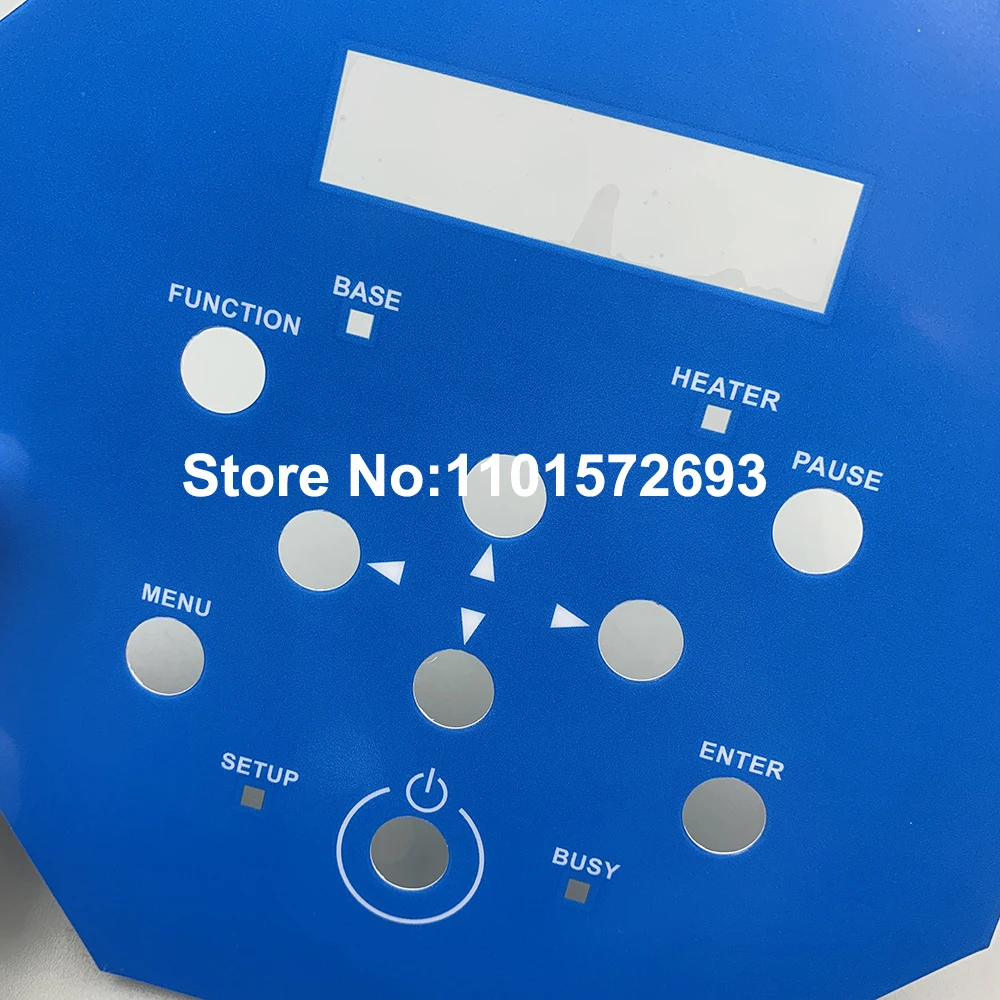 BASE
FUNCTION
HEATER
PAUSE
Store No:1101572693
MENU
ENTER
SETUP
BUSY